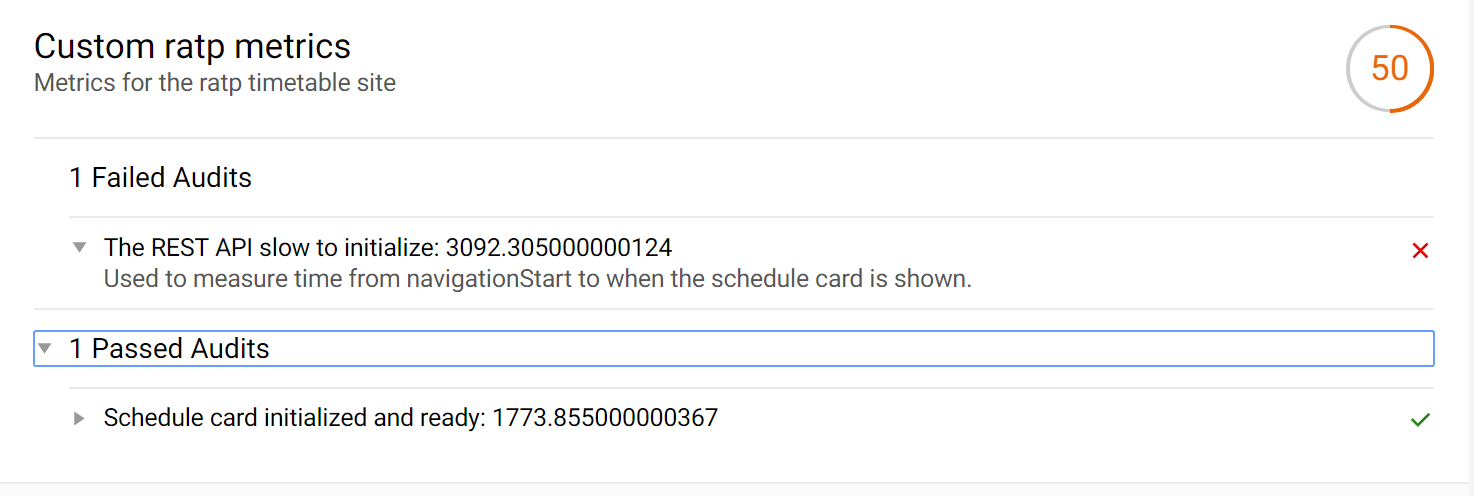 Custom ratp metrics
Metrics for the ratp timetable site
50
1 Failed Audits
The REST API slow to initialize: 3092.305000000124
Used to measure time from navigationStart to when the schedule card is shown.
1 Passed Audits
Schedule card initialized and ready: 1773.855000000367